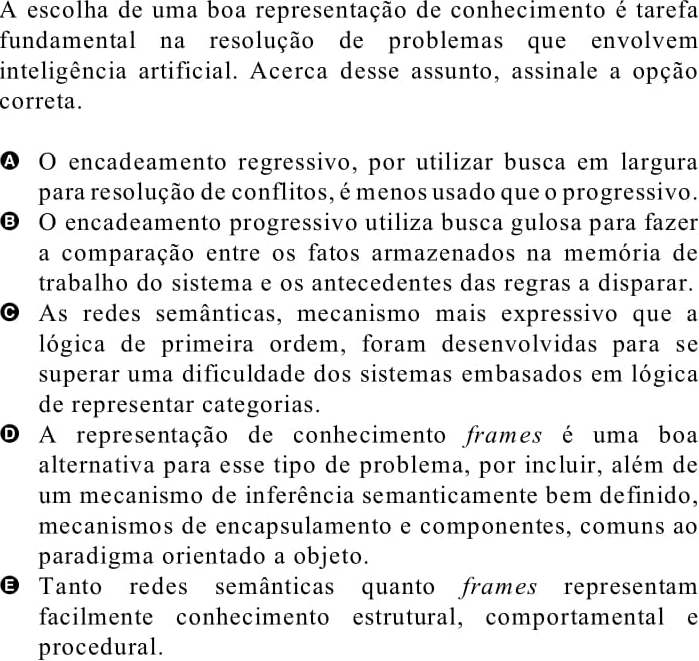 A escolha de uma boa representação de conhecimento é tarefa
fundamental na resolução de problemas que envolvem
inteligência artificial. Acerca desse assunto, assinale a opção
correta.
A O encadeamento regressivo, por utilizar busca em largura
para resolução de conflitos, é menos usado que o progressivo.
B O encadeamento progressivo utiliza busca gulosa para fazer
a comparação entre os fatos armazenados na memória de
trabalho do sistema e os antecedentes das regras a disparar.
C As redes semânticas, mecanismo mais expressivo que a
lógica de primeira ordem, foram desenvolvidas para se
superar uma dificuldade dos sistemas embasados em lógica
de representar categorias.
D A representação de conhecimento frames é uma boa
alternativa para esse tipo de problema, por incluir, além de
um mecanismo de inferência semanticamente bem definido,
mecanismos de encapsulamento e componentes, comuns ao
paradigma orientado a objeto.
E Tanto redes semânticas quanto frames representam
facilmente conhecimento estrutural, comportamental e
procedural.